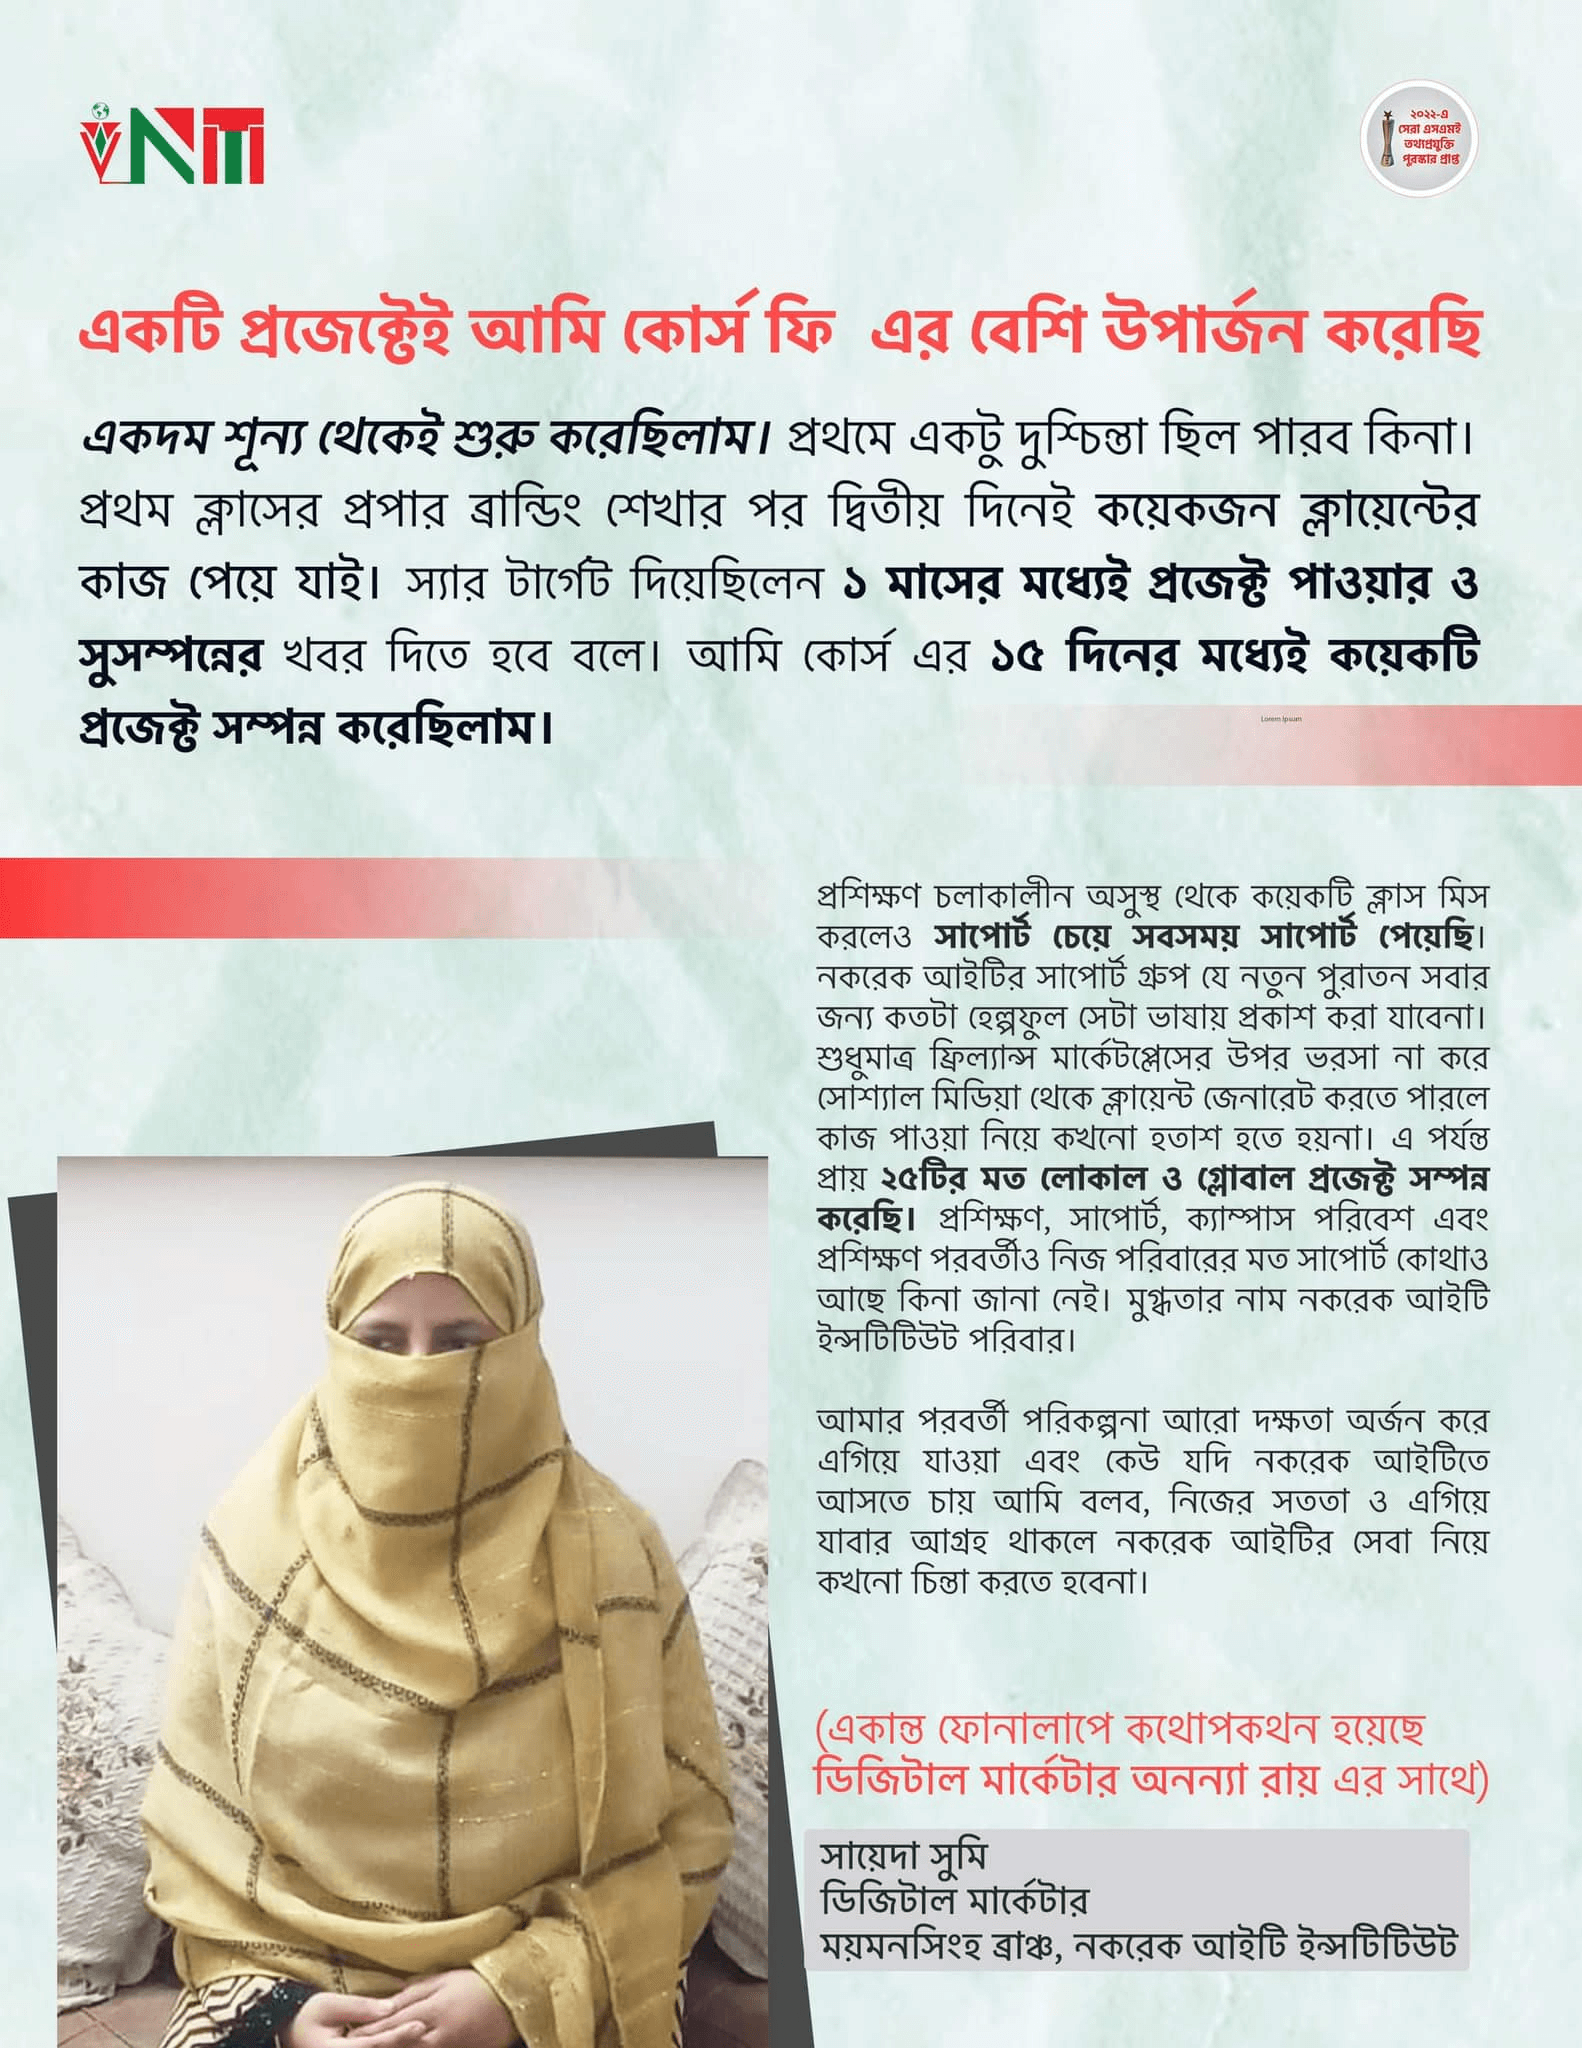 NIT
২০২২-এ
সেরা এসএমই
তথ্যপ্রযুক্তি
পুরস্কার প্রাপ্ত
একটি প্রজেক্টেই আমি কোর্স ফি এর বেশি উপার্জন করেছি
একদম শূন্য থেকেই শুরু করেছিলাম। প্রথমে একটু দুশ্চিন্তা ছিল পারব কিনা।
প্রথম ক্লাসের প্রপার ব্রান্ডিং শেখার পর দ্বিতীয় দিনেই কয়েকজন ক্লায়েন্টের
কাজ পেয়ে যাই। স্যার টার্গেট দিয়েছিলেন ১ মাসের মধ্যেই প্রজেক্ট পাওয়ার ও
সুসম্পন্নের খবর দিতে হবে বলে। আমি কোর্স এর ১৫ দিনের মধ্যেই কয়েকটি
প্রজেক্ট সম্পন্ন করেছিলাম।
Lorem Ipsum
প্রশিক্ষণ চলাকালীন অসুস্থ থেকে কয়েকটি ক্লাস মিস
করলেও সাপোর্ট চেয়ে সবসময় সাপোর্ট পেয়েছি।
নকরেক আইটির সাপোর্ট গ্রুপ যে নতুন পুরাতন সবার
জন্য কতটা হেল্পফুল সেটা ভাষায় প্রকাশ করা যাবেনা।
শুধুমাত্র ফ্রিল্যান্স মার্কেটপ্লেসের উপর ভরসা না করে
সোশ্যাল মিডিয়া থেকে ক্লায়েন্ট জেনারেট করতে পারলে
কাজ পাওয়া নিয়ে কখনো হতাশ হতে হয়না। এ পর্যন্ত
প্রায় ২৫টির মত লোকাল ও গ্লোবাল প্রজেক্ট সম্পন্ন
করেছি। প্রশিক্ষণ, সাপোর্ট, ক্যাম্পাস পরিবেশ এবং
প্রশিক্ষণ পরবর্তীও নিজ পরিবারের মত সাপোর্ট কোথাও
আছে কিনা জানা নেই। মুগ্ধতার নাম নকরেক আইটি
ইন্সটিটিউট পরিবার।
আমার পরবর্তী পরিকল্পনা আরো দক্ষতা অর্জন করে
এগিয়ে যাওয়া এবং কেউ যদি নকরেক আইটিতে
আসতে চায় আমি বলব, নিজের সততা ও এগিয়ে
যাবার আগ্রহ থাকলে নকরেক আইটির সেবা নিয়ে
কখনো চিন্তা করতে হবেনা।
(একান্ত ফোনালাপে কথোপকথন হয়েছে
ডিজিটাল মার্কেটার অনন্যা রায় এর সাথে)
সায়েদা সুমি
ডিজিটাল মার্কেটার
ময়মনসিংহ ব্রাঞ্চ, নকরেক আইটি ইন্সটিটিউট